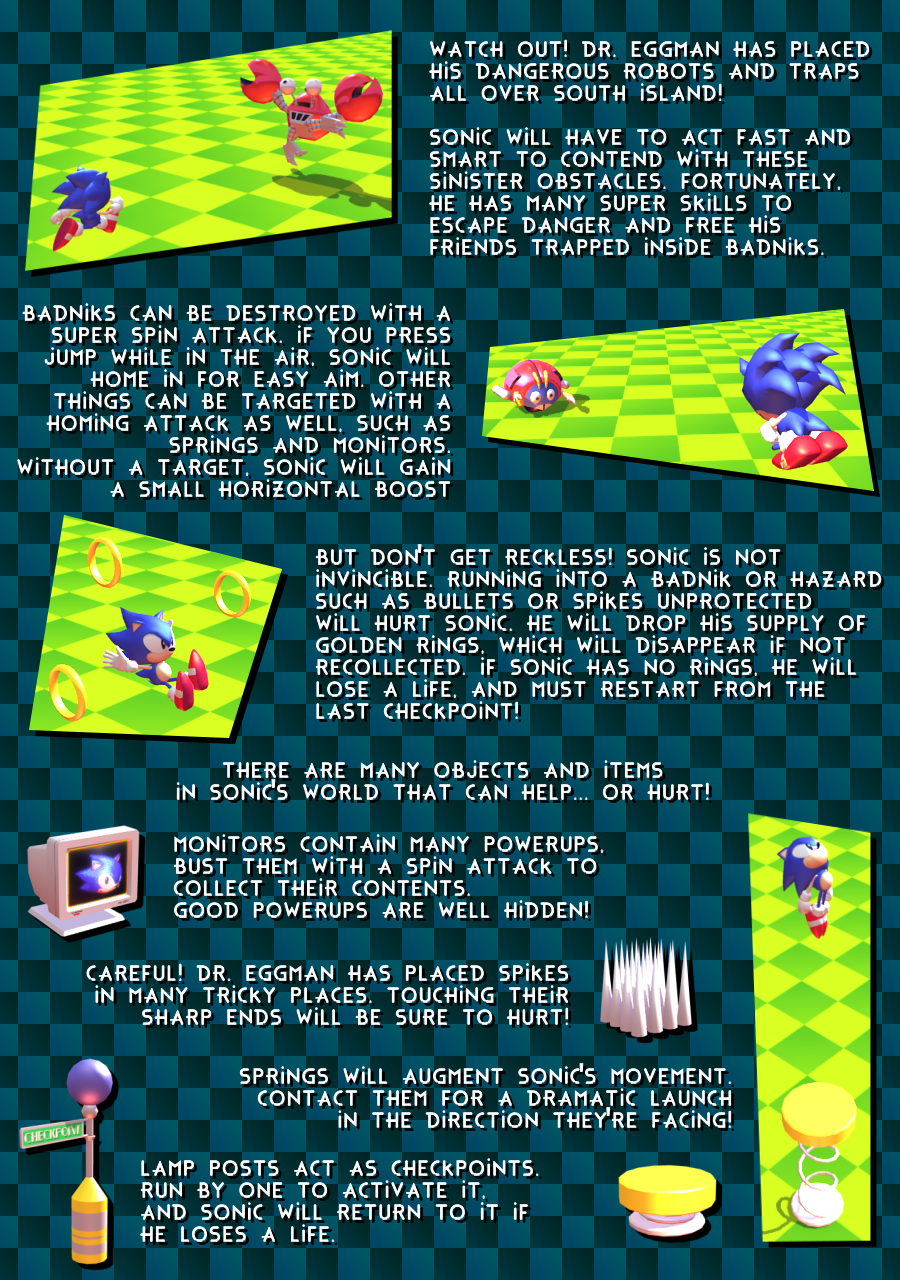 WATCH OUT! DR. EGGMAN HAS PLACED
HIS DANGEROUS ROBOTS AND TRAPS
ALL OVER SOUTH ISLAND!
SONIC WILL HAVE TO ACT FAST AND
SMART TO CONTEND WITH THESE
SINISTER OBSTACLES. FORTUNATELY,
HE HAS MANY SUPER SKILLS TO
ESCAPE DANGER AND FREE HIS
FRIENDS TRAPPED INSIDE BADNIKS.
BADNIKS CAN BE DESTROYED WITH A
SUPER SPIN ATTACK. IF YOU PRESS
JUMP WHILE IN THE AIR, SONIC WILL
HOME IN FOR EASY AIM. OTHER
THINGS CAN BE TARGETED WITH A
HOMING ATTACK AS WELL, SUCH AS
SPRINGS AND MONITORS.
WITHOUT A TARGET, SONIC WILL GAIN
A SMALL HORIZONTAL BOOST
BUT DON'T GET RECKLESS! SONIC IS NOT
INVINCIBLE. RUNNING INTO A BADNIK OR HAZARD
SUCH AS BULLETS OR SPIKES UNPROTECTED
WILL HURT SONIC. HE WILL DROP HIS SUPPLY OF
GOLDEN RINGS, WHICH WILL DISAPPEAR IF NOT
RECOLLECTED. IF SONIC HAS NO RINGS, HE WILL
LOSE A LIFE, AND MUST RESTART FROM THE
LAST CHECKPOINT!
THERE ARE MANY OBJECTS AND ITEMS
IN SONIC'S WORLD THAT CAN HELP... OR HURT!
MONITORS CONTAIN MANY POWERUPS,
BUST THEM WITH A SPIN ATTACK TO
COLLECT THEIR CONTENTS.
GOOD POWERUPS ARE WELL HIDDEN!
CAREFUL! DR. EGGMAN HAS PLACED SPIKES
IN MANY TRICKY PLACES. TOUCHING THEIR
SHARP ENDS WILL BE SURE TO HURT!
SPRINGS WILL AUGMENT SONIC'S MOVEMENT.
CONTACT THEM FOR A DRAMATIC LAUNCH
IN THE DIRECTION THEY'RE FACING!
CHECKPOINT
LAMP POSTS ACT AS CHECKPOINTS.
RUN BY ONE TO ACTIVATE IT,
AND SONIC WILL RETURN TO IT IF
HE LOSES A LIFE.